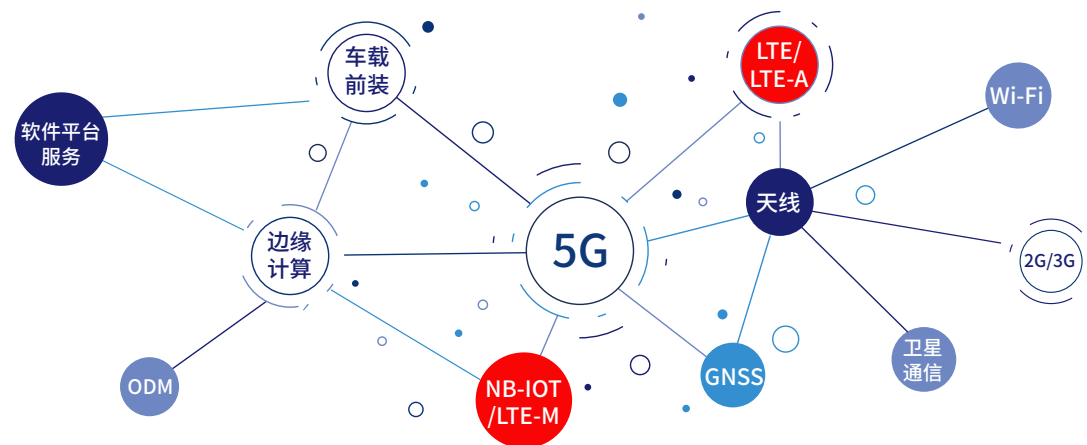 车载
前装
LTE/
LTE-A
Wi-Fi
软件平台
服务
天线
边缘
计算
5G
2G/3G
卫星
通信
ODM
NB-IOT
/LTE-M
GNSS